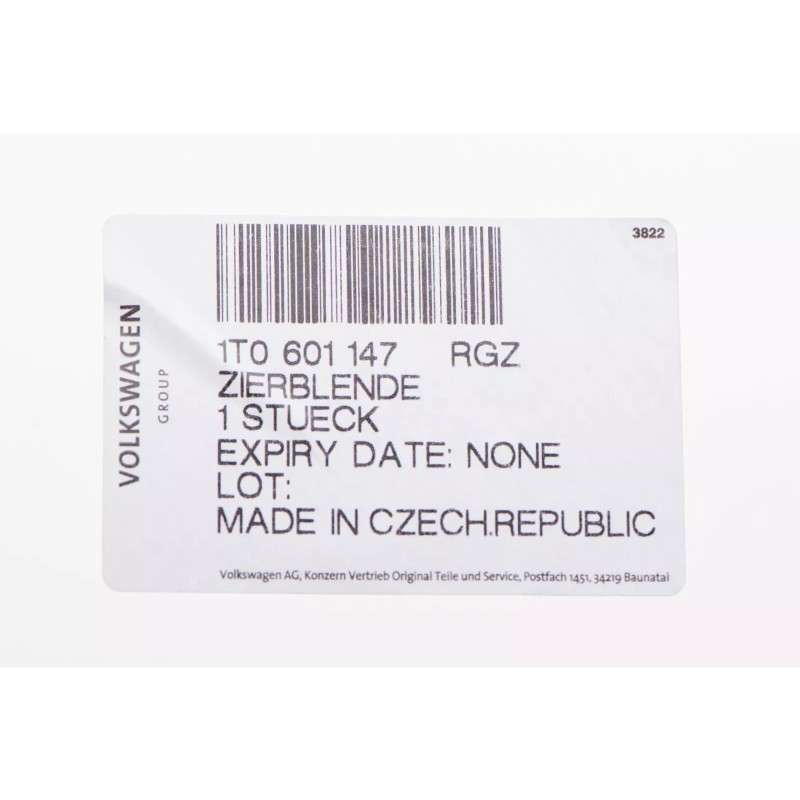 3822
VOLKSWAGEN
GROUP
1T0 601 147 RGZ
ZIERBLENDE
1 STUECK
EXPIRY DATE: NONE
LOT:
MADE IN CZECH.REPUBLIC
Volkswagen AG, Konzern Vertrieb Original Teile und Service, Postfach 1451, 34219 Baunatal